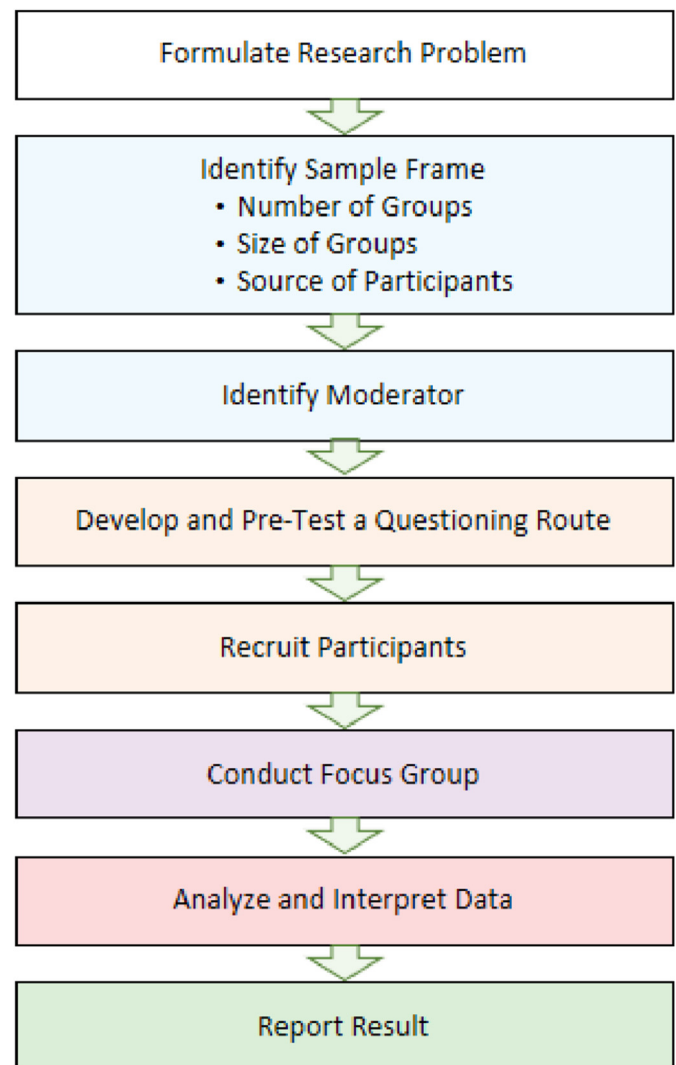 Formulate Research Problem
Identify Sample Frame
• Number of Groups
• Size of Groups
• Source of Participants
Identify Moderator
Develop and Pre-Test a Questioning Route
Recruit Participants
Conduct Focus Group
Analyze and Interpret Data
Report Result